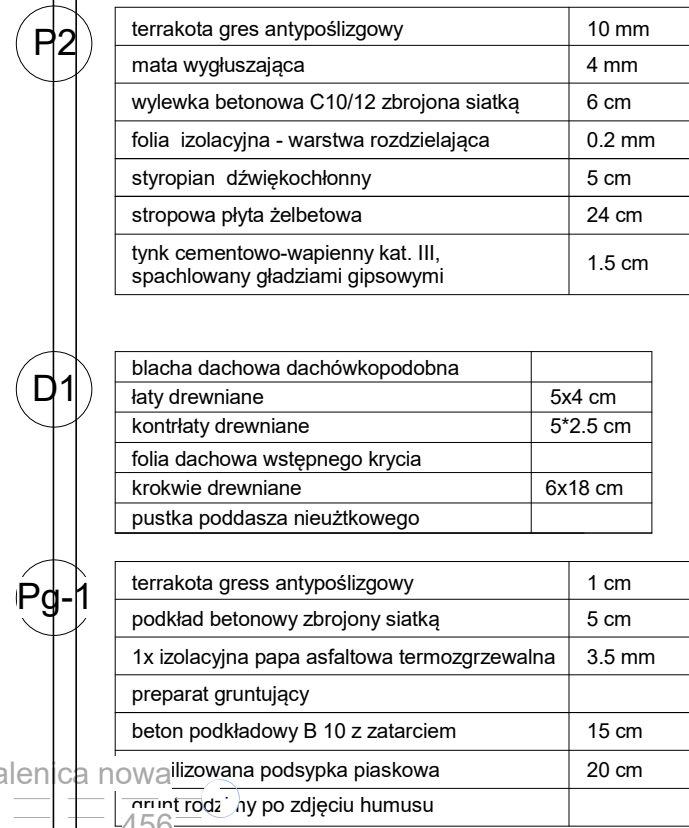 P2
terrakota gres antypoślizgowy 10 mm
mata wygłuszająca 4 mm
wylewka betonowa C10/12 zbrojona siatką 6 cm
folia izolacyjna - warstwa rozdzielająca 0.2 mm
styropian dźwiękochłonny 5 cm
stropowa płyta żelbetowa 24 cm
tynk cementowo-wapienny kat. III,
spachlowany gładziami gipsowymi 1.5 cm
D1
blacha dachowa dachówkopodobna
łaty drewniane 5x4 cm
kontrłaty drewniane 5*2.5 cm
folia dachowa wstępnego krycia
krokwie drewniane 6x18 cm
pustka poddasza nieużtkowego
Pg-1
terrakota gress antypoślizgowy 1 cm
podkład betonowy zbrojony siatką 5 cm
1x izolacyjna papa asfaltowa termozgrzewalna 3.5 mm
preparat gruntujący
beton podkładowy B 10 z zatarciem 15 cm
podsypka piaskowa 20 cm
nowa
grunt po zdjęciu humusu
456